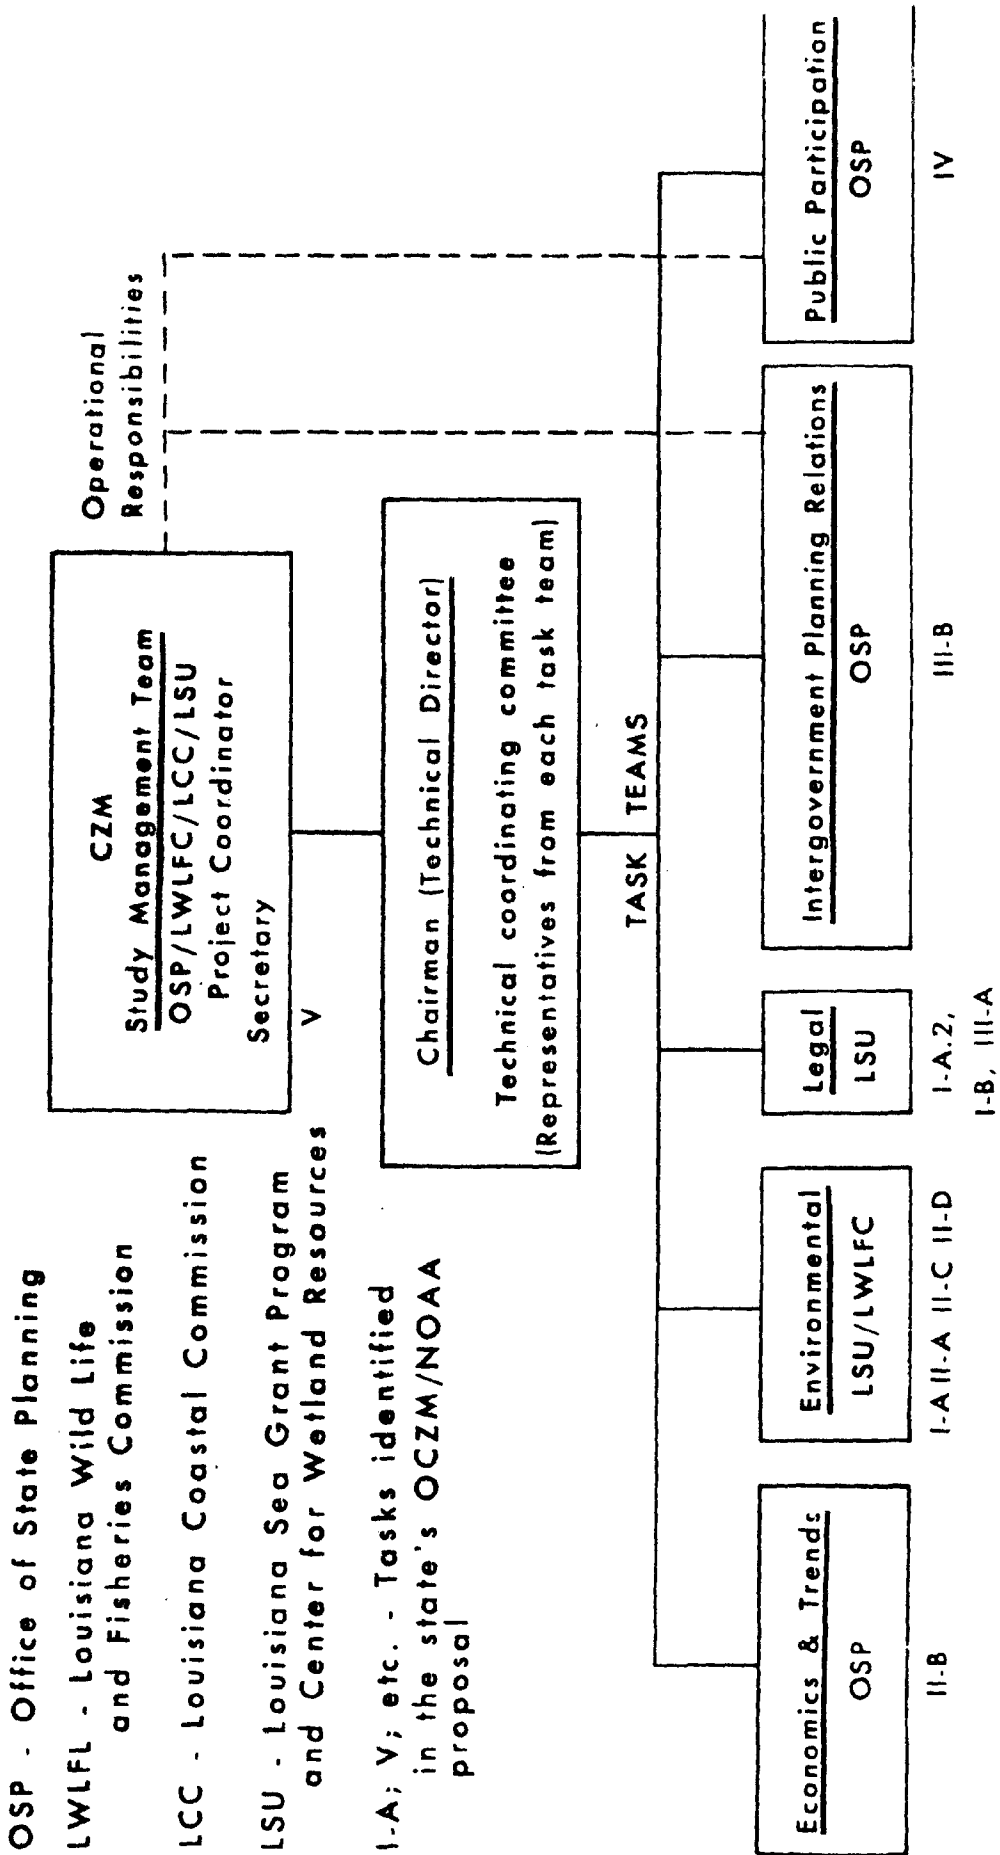 OSP - Office of State Planning
LWLFL - Louisiana Wild Life
and Fisheries Commission
LCC - Louisiana Coastal Commission
LSU - Louisiana Sea Grant Program
and Center for Wetland Resources
I-A; V; etc. - Tasks identified
in the state's OCZM/NOAA
proposal
CZM
Study Management Team
OSP/LWLFC/LCC/LSU
Project Coordinator
Secretary
V
Operational
Responsibilities
Chairman (Technical Director)
Technical coordinating committee
(Representatives from each task team)
TASK TEAMS
Economics & Trends
OSP
II-B
Environmental
LSU/LWLFC
I-A II-A II-C II-D
Legal
LSU
I-A.2,
I-B, III-A
Intergovernment Planning Relations
OSP
III-B
Public Participation
OSP
IV